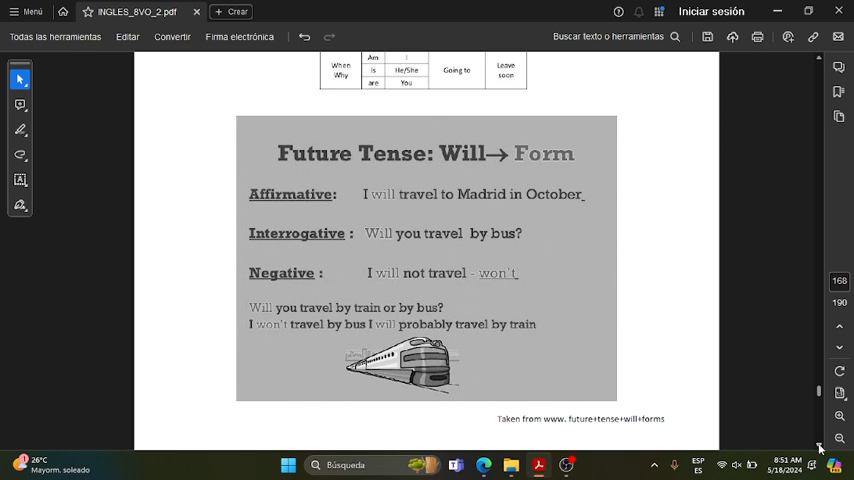 INGLES_8VO_2.pdf
Crear
Iniciar sesión
Menú
Todas las herramientas
Editar
Convertir
Firma electrónica
Buscar texto o herramientas
When
Why
Am
I
Is
He/She
are
You
Going to
Leave
soon
Future Tense: Will→ Form
Affirmative: I will travel to Madrid in October
Interrogative : Will you travel by bus?
Negative : I will not travel - won't
Will you travel by train or by bus?
I won't travel by bus I will probably travel by train
Taken from www. future+tense+will+forms
168
190
1
26°C
Mayorm. soleado
Búsqueda
ESP
ES
8:51 AM
5/18/2024